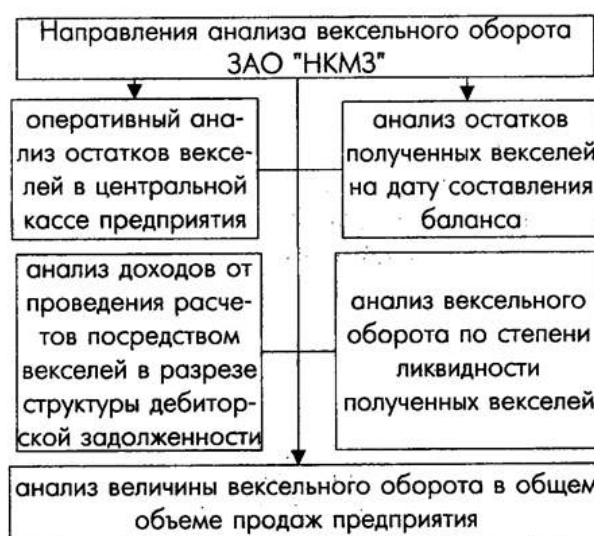 Направления анализа вексельного оборота
ЗАО "НКМЗ"
оперативный ана-
лиз остатков вексе-
лей в центральной
кассе предприятия
анализ остатков
полученных векселей
на дату составления
баланса
анализ доходов от
проведения расче-
тов посредством
векселей в разрезе
структуры дебитор-
ской задолженности
анализ вексельного
оборота по степени
ликвидности
полученных векселей
анализ величины вексельного оборота в общем
объеме продаж предприятия